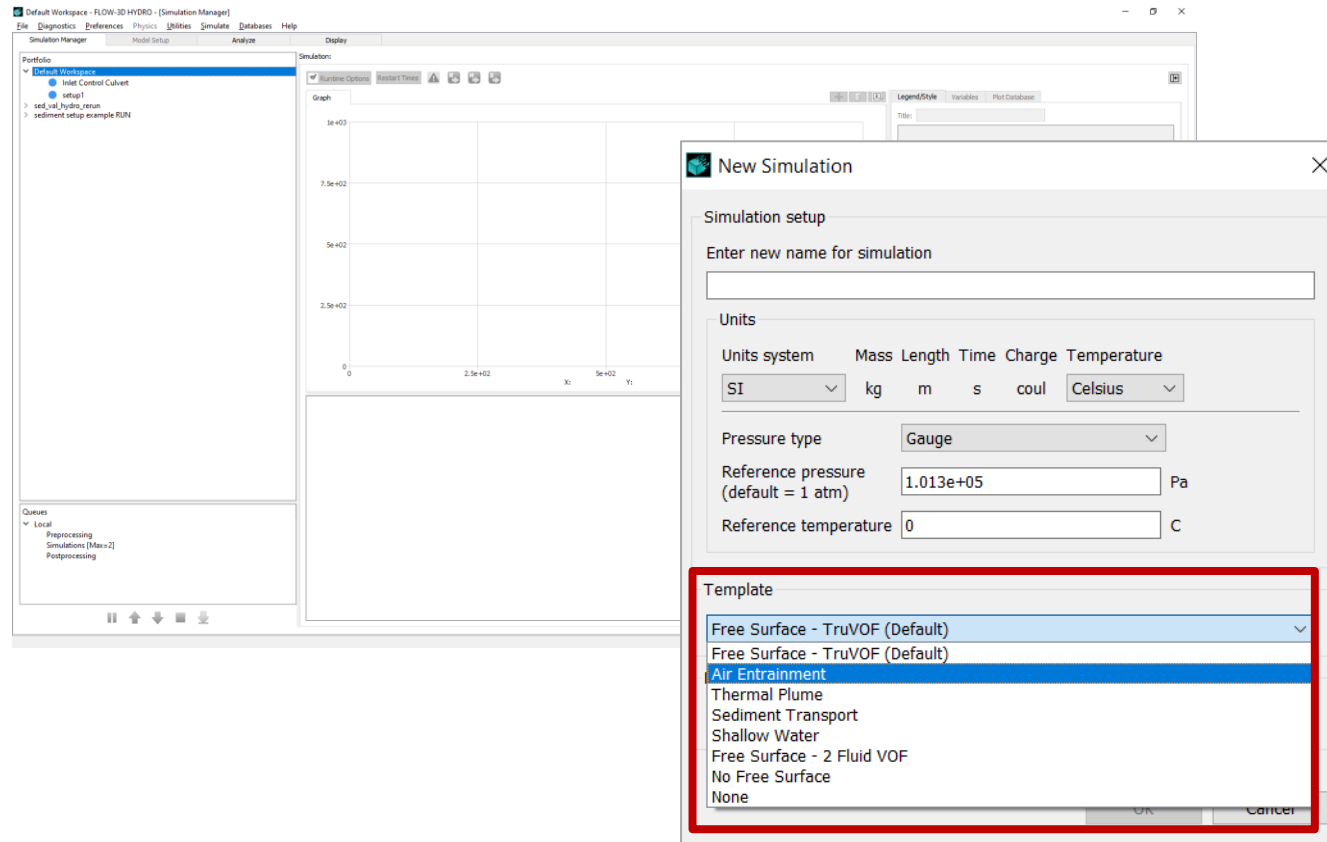 Default Workspace - FLOW-3D HYDRO - [Simulation Manager]
File Diagnostics Preferences Physics Utilities Simulate Databases Help
Simulation Manager Model Setup Analyze Display
Portfolio
Default Workspace
Inlet Control Culvert
setup1
sed_val_hydro_rerun
sediment setup example RUN
Simulation:
Runtime Options Restart Times
Graph
Legend/Style Variables Plot Database
Title:
1e+03
7.5e+02
5e+02
2.5e+02
0
0 2.5e+02 5e+02
X: Y:
Queues
Local
Preprocessing
Simulations [Max=2]
Postprocessing
New Simulation
Simulation setup
Enter new name for simulation
Units
Units system Mass Length Time Charge Temperature
SI kg m s coul Celsius
Pressure type Gauge
Reference pressure
(default = 1 atm) 1.013e+05 Pa
Reference temperature 0 C
Template
Free Surface - TruVOF (Default)
Free Surface - TruVOF (Default)
Air Entrainment
Thermal Plume
Sediment Transport
Shallow Water
Free Surface - 2 Fluid VOF
No Free Surface
None
OK Cancel